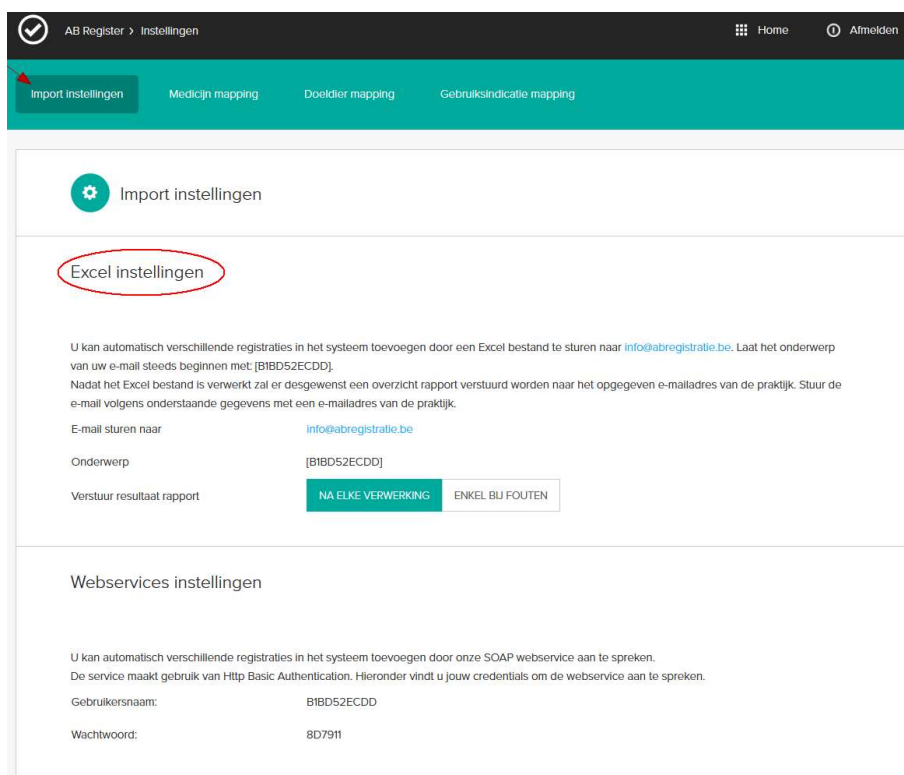 AB Register > Instellingen
Home
Afmelden
Import instellingen
Medicijn mapping
Doeldier mapping
Gebruiksindicatie mapping
Import instellingen
Excel instellingen
U kan automatisch verschillende registraties in het systeem toevoegen door een Excel bestand te sturen naar info@abregistratie.be. Laat het onderwerp
van uw e-mail steeds beginnen met: [B1BD52ECDD].
Nadat het Excel bestand is verwerkt zal er desgewenst een overzicht rapport verstuurd worden naar het opgegeven e-mailadres van de praktijk. Stuur de
e-mail volgens onderstaande gegevens met een e-mailadres van de praktijk.
E-mail sturen naar
info@abregistratie.be
Onderwerp
[B1BD52ECDD]
Verstuur resultaat rapport
NA ELKE VERWERKING
ENKEL BIJ FOUTEN
Webservices instellingen
U kan automatisch verschillende registraties in het systeem toevoegen door onze SOAP webservice aan te spreken.
De service maakt gebruik van Http Basic Authentication. Hieronder vindt u jouw credentials om de webservice aan te spreken.
Gebruikersnaam:
B1BD52ECDD
Wachtwoord:
8D7911